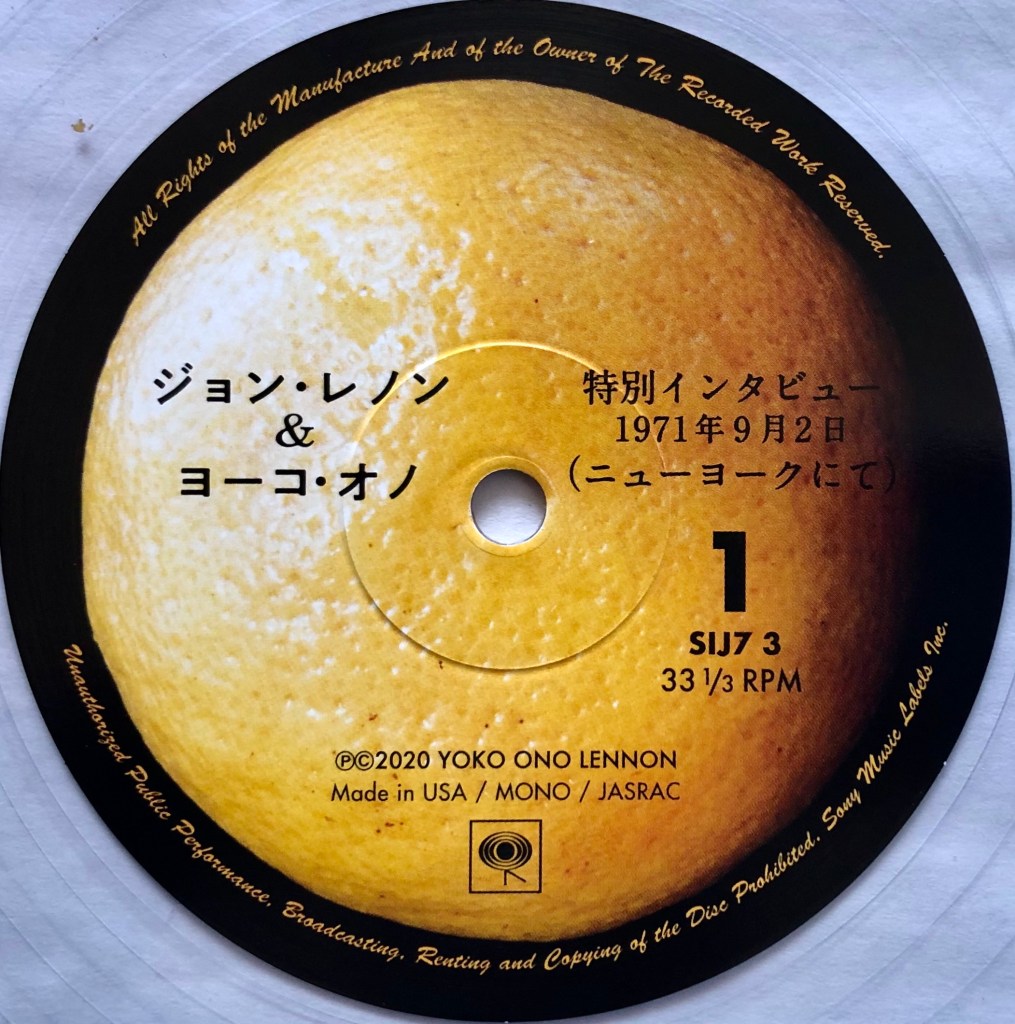 All Rights of the Manufacture And of the Owner of The Recorded Work Reserved.
ジョン・レノン
&
ヨーコ・オノ
特別インタビュー
1971年9月2日
(ニューヨークにて)
1
SIJ7 3
33 1/3 RPM
℗©2020 YOKO ONO LENNON
Made in USA / MONO / JASRAC
Unauthorized Public Performance, Broadcasting, Renting and Copying of the Disc Prohibited. Sony Music Labels Inc.